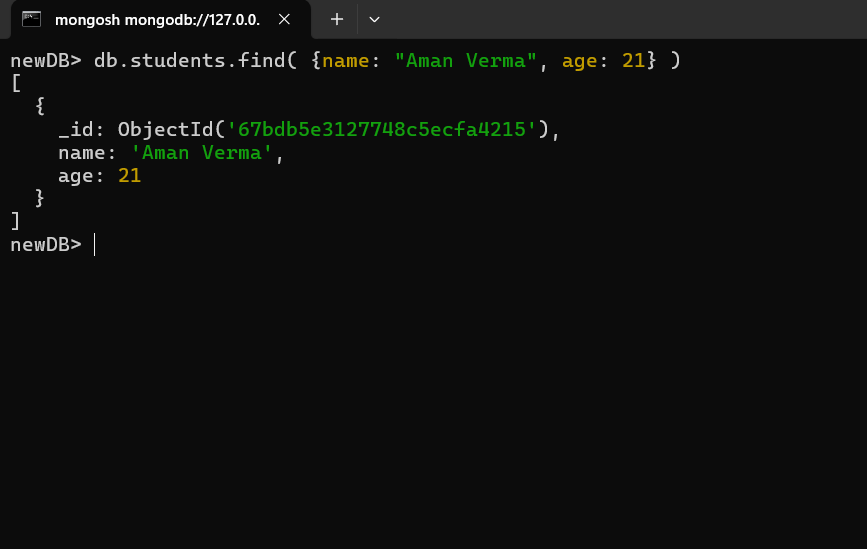 mongosh mongodb://127.0.0.
newDB> db.students.find( {name: "Aman Verma", age: 21} )
[
  {
    _id: ObjectId('67bdb5e3127748c5ecfa4215'),
    name: 'Aman Verma',
    age: 21
  }
]
newDB>